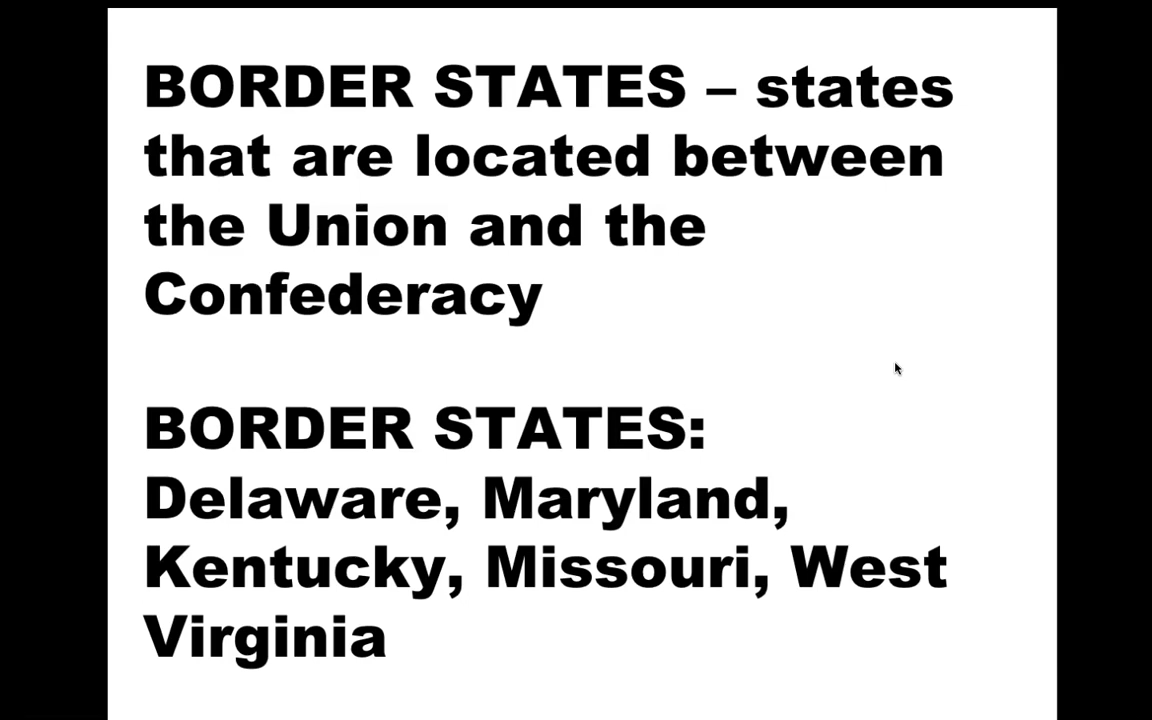 BORDER STATES – states
that are located between
the Union and the
Confederacy
BORDER STATES:
Delaware, Maryland,
Kentucky, Missouri, West
Virginia